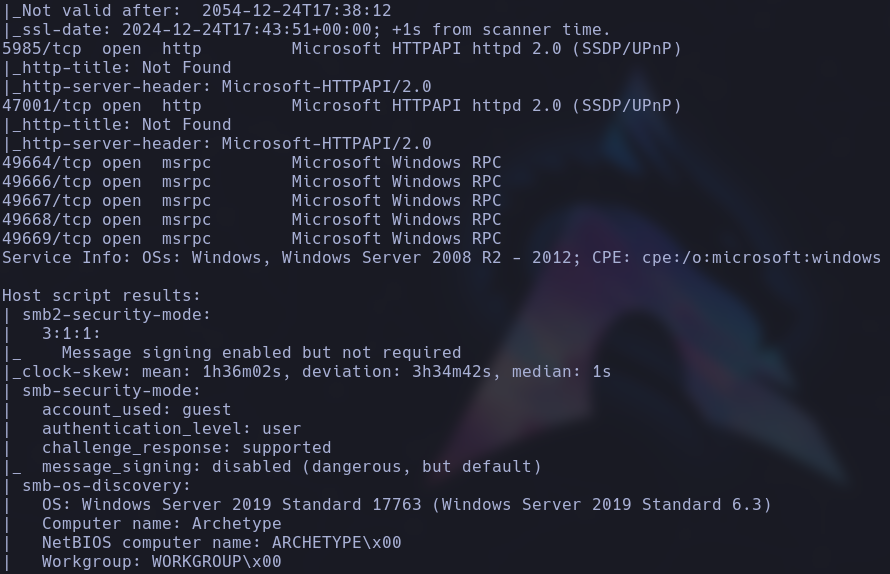 |_Not valid after:  2054-12-24T17:38:12
|_ssl-date: 2024-12-24T17:43:51+00:00; +1s from scanner time.
5985/tcp  open  http         Microsoft HTTPAPI httpd 2.0 (SSDP/UPnP)
|_http-title: Not Found
|_http-server-header: Microsoft-HTTPAPI/2.0
47001/tcp open  http         Microsoft HTTPAPI httpd 2.0 (SSDP/UPnP)
|_http-title: Not Found
|_http-server-header: Microsoft-HTTPAPI/2.0
49664/tcp open  msrpc        Microsoft Windows RPC
49666/tcp open  msrpc        Microsoft Windows RPC
49667/tcp open  msrpc        Microsoft Windows RPC
49668/tcp open  msrpc        Microsoft Windows RPC
49669/tcp open  msrpc        Microsoft Windows RPC
Service Info: OSs: Windows, Windows Server 2008 R2 - 2012; CPE: cpe:/o:microsoft:windows

Host script results:
| smb2-security-mode:
|   3:1:1:
|_    Message signing enabled but not required
|_clock-skew: mean: 1h36m02s, deviation: 3h34m42s, median: 1s
| smb-security-mode:
|   account_used: guest
|   authentication_level: user
|   challenge_response: supported
|_  message_signing: disabled (dangerous, but default)
| smb-os-discovery:
|   OS: Windows Server 2019 Standard 17763 (Windows Server 2019 Standard 6.3)
|   Computer name: Archetype
|   NetBIOS computer name: ARCHETYPE\x00
|   Workgroup: WORKGROUP\x00